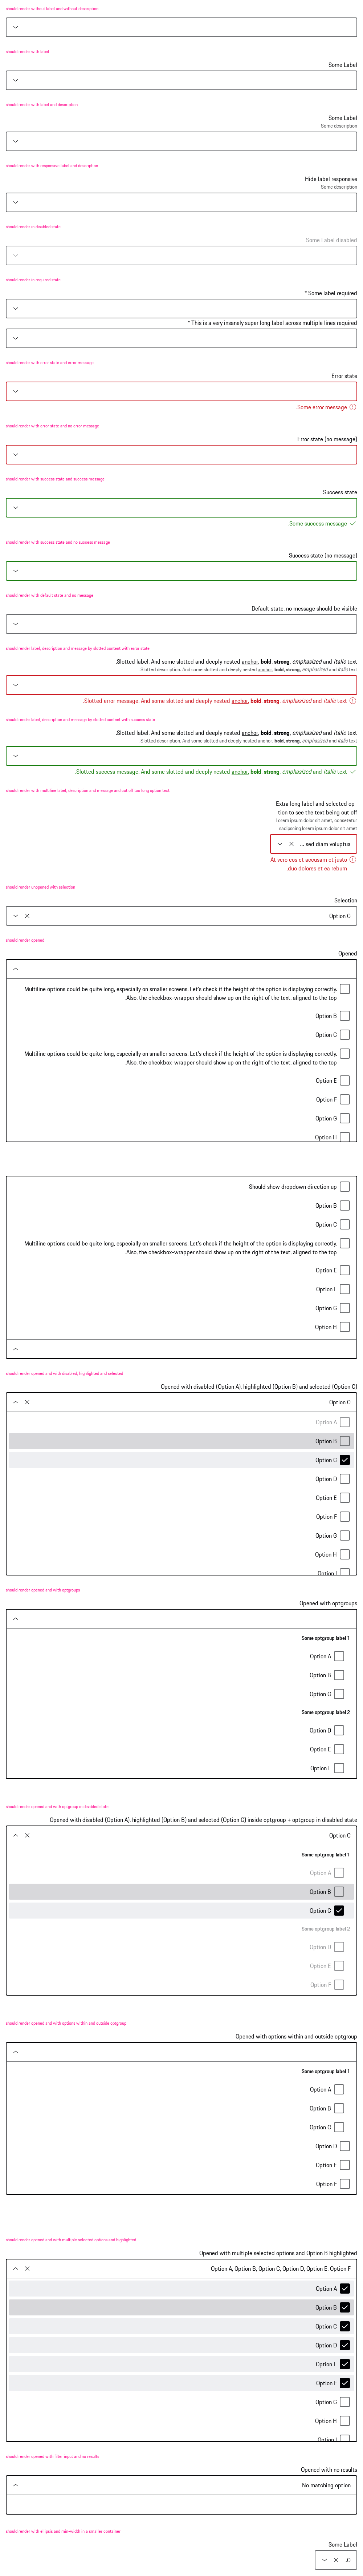 should render without label and without description
should render with label
Some Label
should render with label and description
Some Label
Some description
should render with responsive label and description
Hide label responsive
Some description
should render in disabled state
Some Label disabled
should render in required state
* Some label required
* This is a very insanely super long label across multiple lines required
should render with error state and error message
Error state
.Some error message
should render with error state and no error message
Error state (no message)
should render with success state and success message
Success state
.Some success message
should render with success state and no success message
Success state (no message)
should render with default state and no message
Default state, no message should be visible
should render label, description and message by slotted content with error state
.Slotted label. And some slotted and deeply nested anchor, bold, strong, emphasized and italic text
.Slotted description. And some slotted and deeply nested anchor, bold, strong, emphasized and italic text
.Slotted error message. And some slotted and deeply nested anchor, bold, strong, emphasized and italic text
should render label, description and message by slotted content with success state
.Slotted label. And some slotted and deeply nested anchor, bold, strong, emphasized and italic text
.Slotted description. And some slotted and deeply nested anchor, bold, strong, emphasized and italic text
.Slotted success message. And some slotted and deeply nested anchor, bold, strong, emphasized and italic text
should render with multiline label, description and message and cut off too long option text
Extra long label and selected op-
tion to see the text being cut off
Lorem ipsum dolor sit amet, consetetur
sadipscing lorem ipsum dolor sit amet
... sed diam voluptua
At vero eos et accusam et justo
.duo dolores et ea rebum
should render unopened with selection
Selection
Option C
should render opened
Opened
Multiline options could be quite long, especially on smaller screens. Let's check if the height of the option is displaying correctly.
.Also, the checkbox-wrapper should show up on the right of the text, aligned to the top
Option B
Option C
Multiline options could be quite long, especially on smaller screens. Let's check if the height of the option is displaying correctly.
.Also, the checkbox-wrapper should show up on the right of the text, aligned to the top
Option E
Option F
Option G
Option H
Should show dropdown direction up
Option B
Option C
Multiline options could be quite long, especially on smaller screens. Let's check if the height of the option is displaying correctly.
.Also, the checkbox-wrapper should show up on the right of the text, aligned to the top
Option E
Option F
Option G
Option H
should render opened and with disabled, highlighted and selected
Opened with disabled (Option A), highlighted (Option B) and selected (Option C)
Option C
Option A
Option B
Option C
Option D
Option E
Option F
Option G
Option H
Option I
should render opened and with optgroups
Opened with optgroups
Some optgroup label 1
Option A
Option B
Option C
Some optgroup label 2
Option D
Option E
Option F
should render opened and with optgroup in disabled state
Opened with disabled (Option A), highlighted (Option B) and selected (Option C) inside optgroup + optgroup in disabled state
Option C
Some optgroup label 1
Option A
Option B
Option C
Some optgroup label 2
Option D
Option E
Option F
should render opened and with options within and outside optgroup
Opened with options within and outside optgroup
Some optgroup label 1
Option A
Option B
Option C
Option D
Option E
Option F
should render opened and with multiple selected options and highlighted
Opened with multiple selected options and Option B highlighted
Option A, Option B, Option C, Option D, Option E, Option F
Option A
Option B
Option C
Option D
Option E
Option F
Option G
Option H
Option I
should render opened with filter input and no results
Opened with no results
No matching option
---
should render with ellipsis and min-width in a smaller container
Some Label
..C